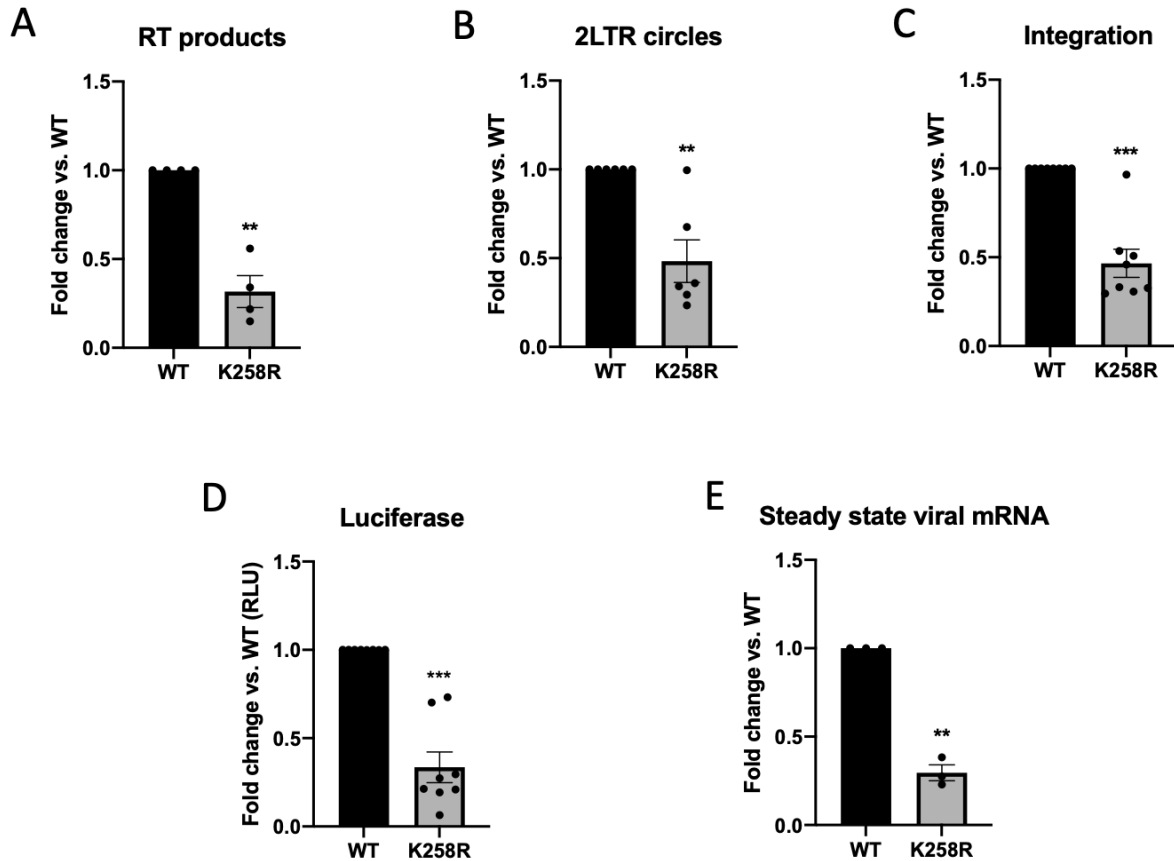 A
RT products
Fold change vs. WT
1.5
1.0
0.5
0.0
**
WT K258R
B
2LTR circles
Fold change vs. WT
1.5
1.0
0.5
0.0
**
WT K258R
C
Integration
Fold change vs. WT
1.5
1.0
0.5
0.0
***
WT K258R
D
Luciferase
Fold change vs. WT (RLU)
1.5
1.0
0.5
0.0
***
WT K258R
E
Steady state viral mRNA
Fold change vs. WT
1.5
1.0
0.5
0.0
**
WT K258R